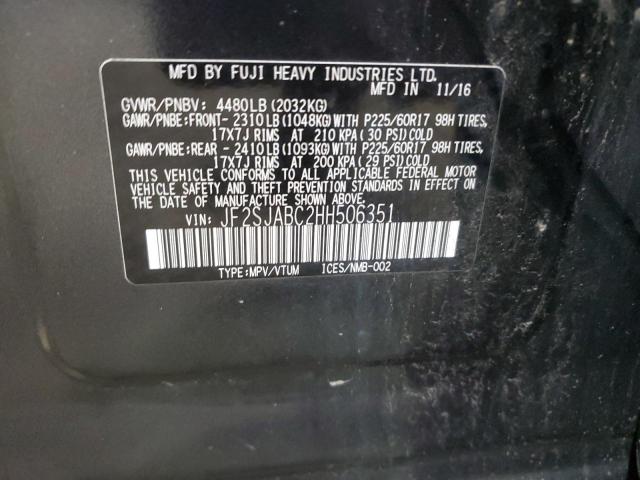 MFD BY FUJI HEAVY INDUSTRIES LTD.
MFD IN 11/16
GVWR/PNBV: 4480LB (2032KG)
GAWR/PNBE:FRONT- 2310LB (1048KG) WITH P225/60R17 98H TIRES,
17X7J RIMS AT 210 KPA ( 30 PSI) COLD
GAWR/PNBE:REAR - 2410LB (1093KG) WITH P225/60R17 98H TIRES,
17X7J RIMS AT 200 KPA ( 29 PSI) COLD
THIS VEHICLE CONFORMS TO ALL APPLICABLE FEDERAL MOTOR
VEHICLE SAFETY AND THEFT PREVENTION STANDARDS IN EFFECT ON
THE DATE OF MANUFACTURE SHOWN ABOVE.
VIN: JF2SJABC2HH506351
TYPE:MPV/VTUM ICES/NMB-002